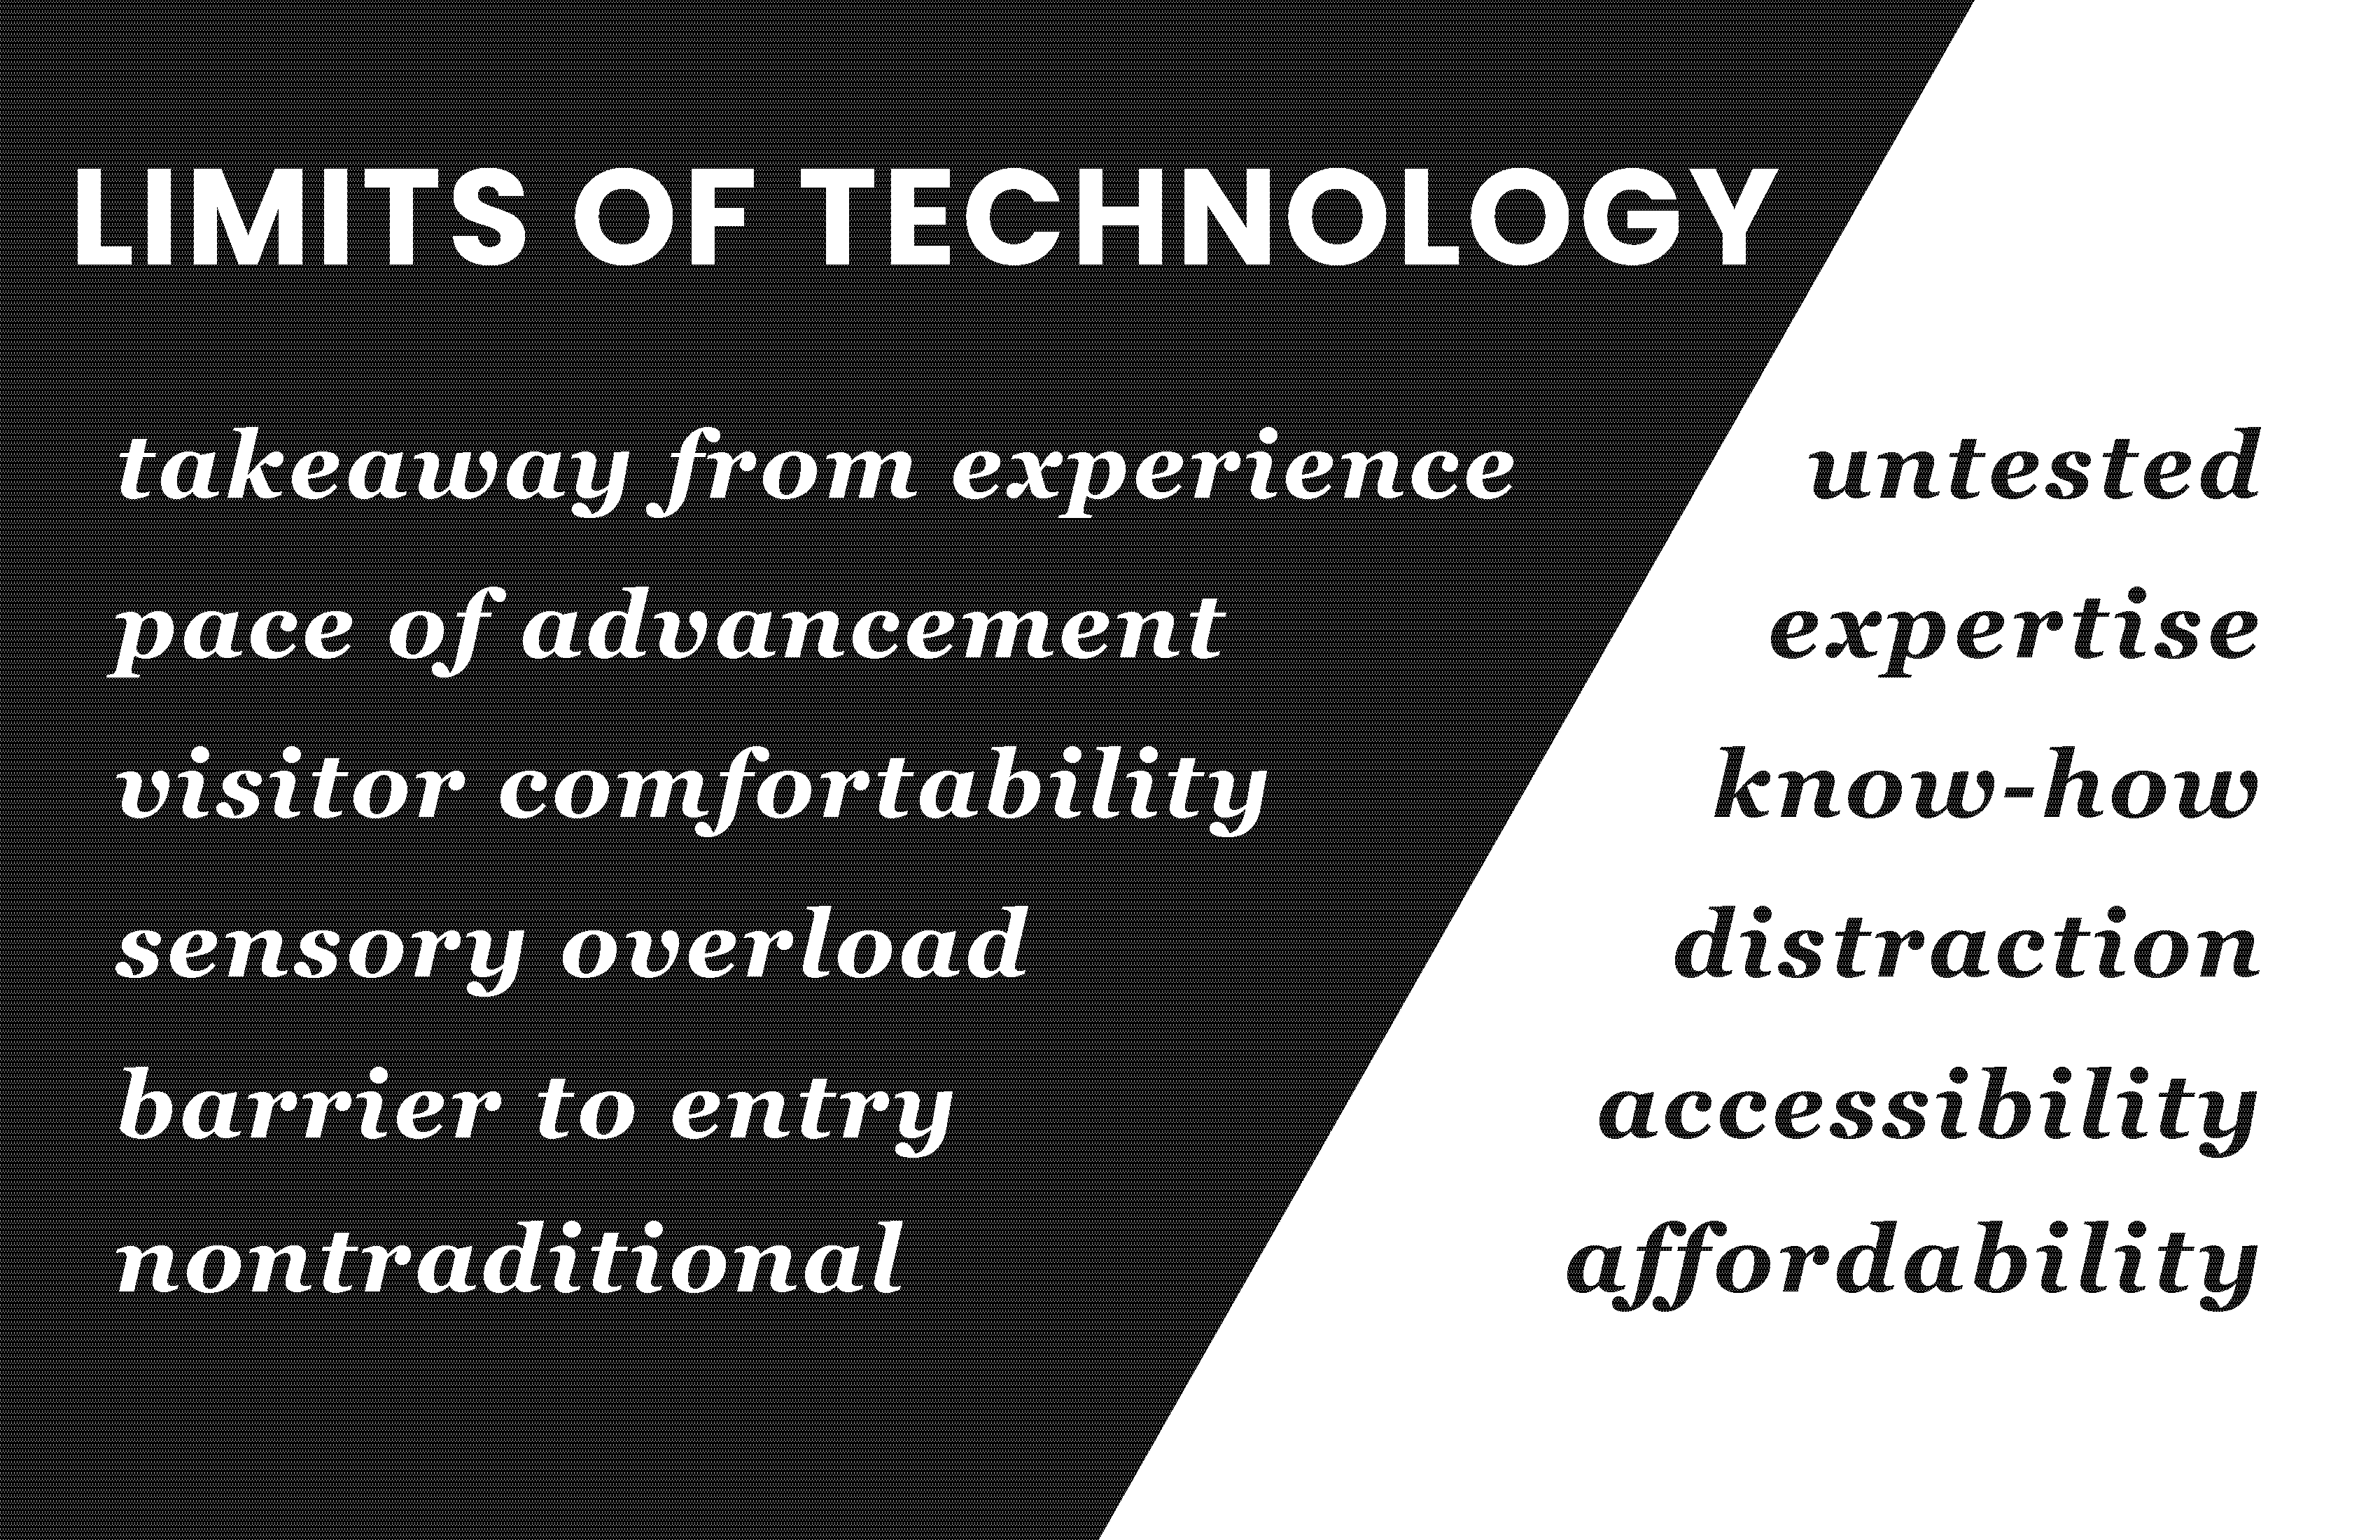 LIMITS OF TECHNOLOGY
takeaway from experience
pace of advancement
visitor comfortability
sensory overload
barrier to entry
nontraditional
untested
expertise
know-how
distraction
accessibility
affordability